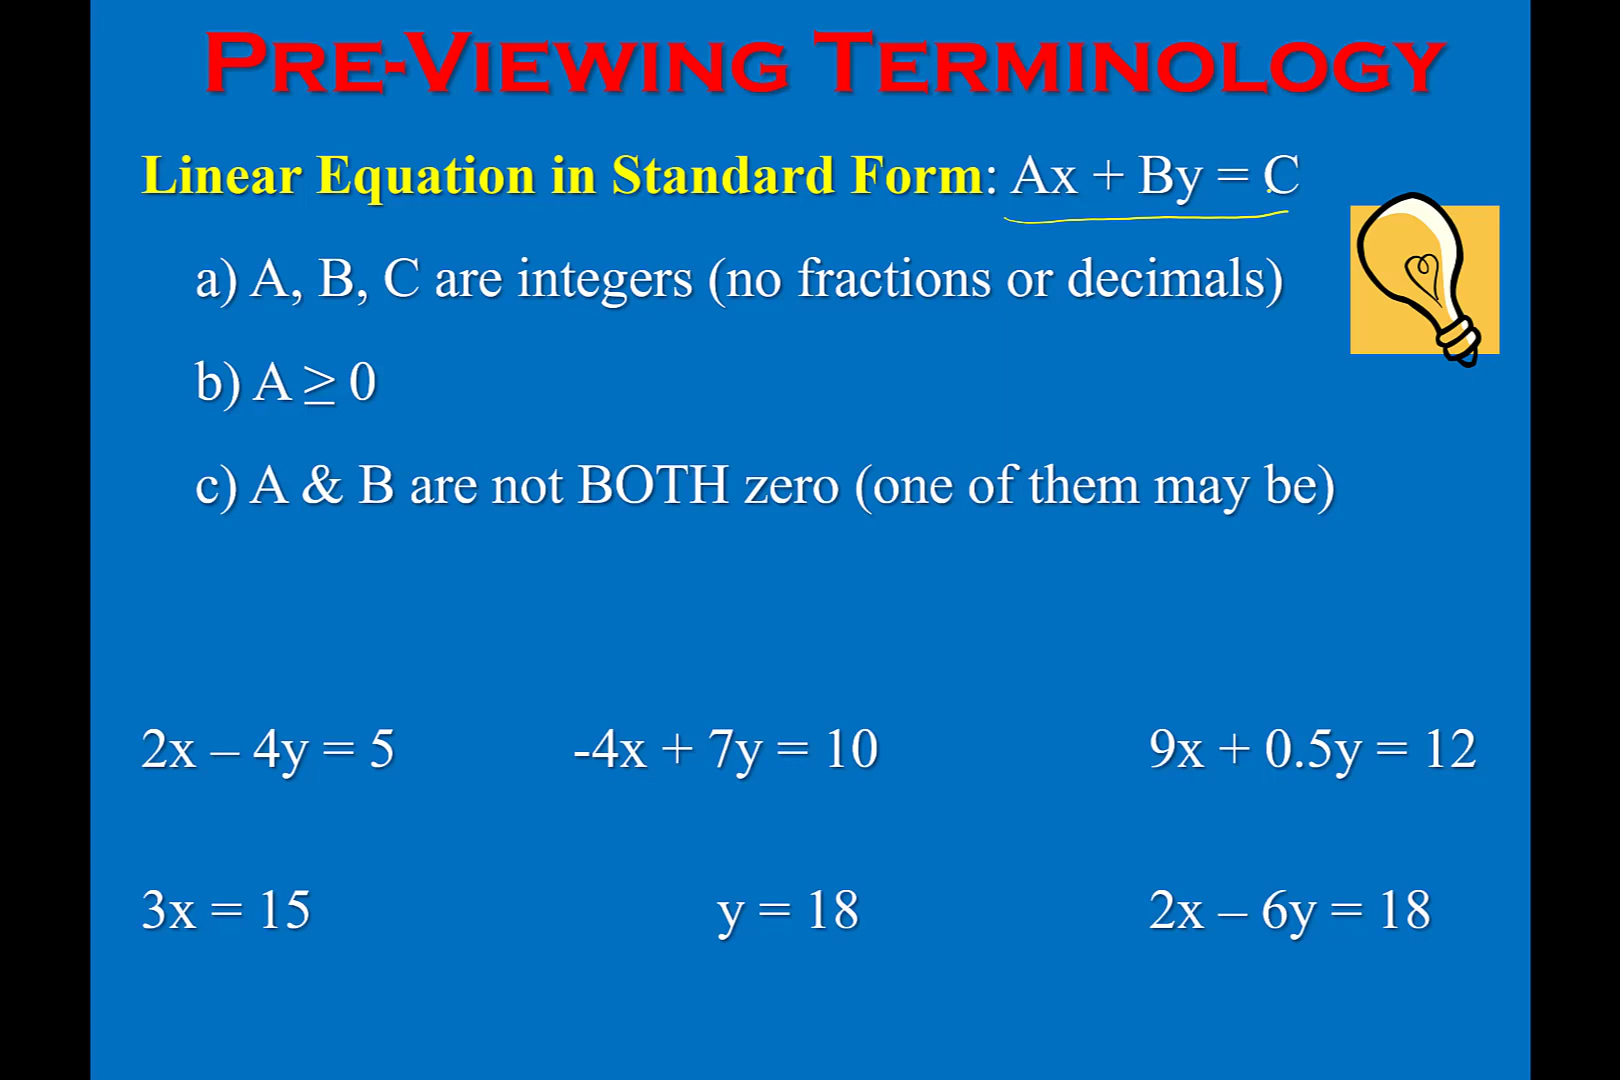 PRE-VIEWING TERMINOLOGY
Linear Equation in Standard Form: Ax + By = C
a) A, B, C are integers (no fractions or decimals)
b) A ≥ 0
c) A & B are not BOTH zero (one of them may be)
2x – 4y = 5 -4x + 7y = 10 9x + 0.5y = 12
3x = 15 y = 18 2x – 6y = 18